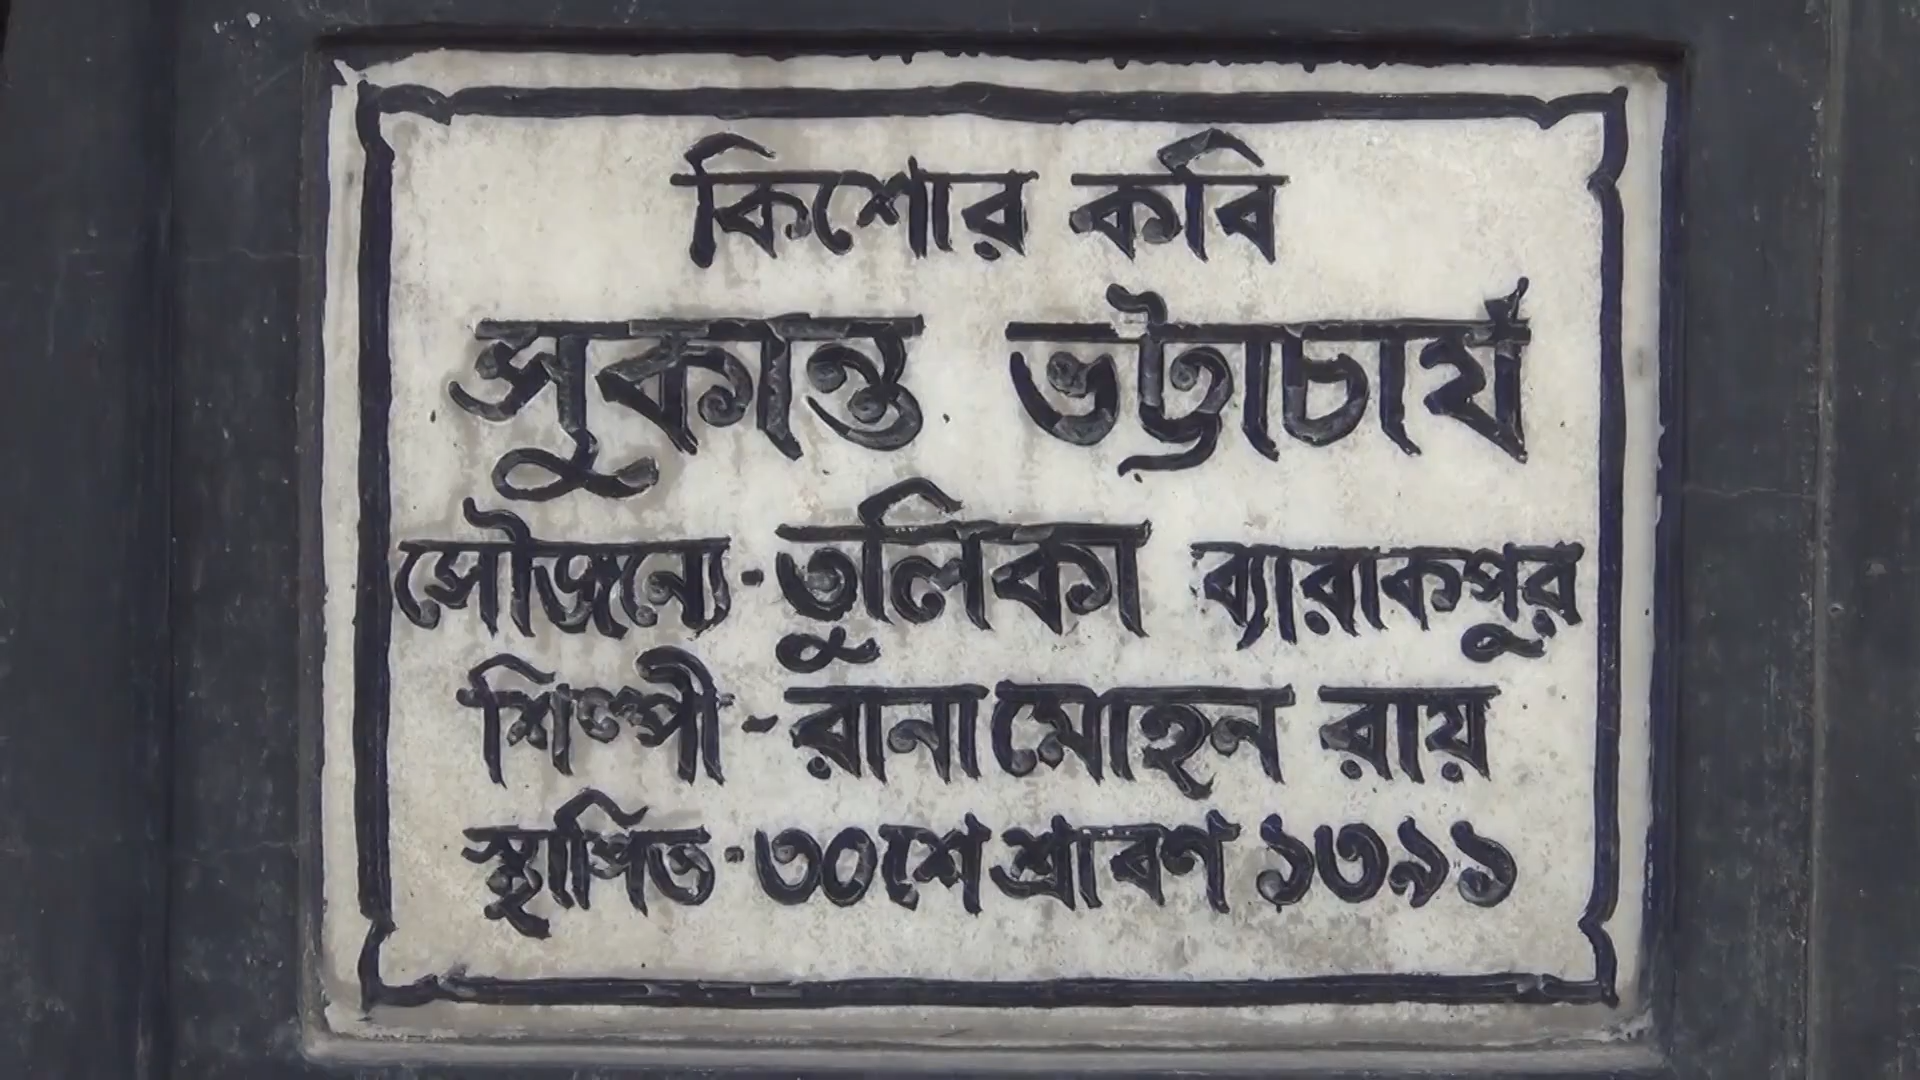 কিশোর কবি
সুকান্ত ভট্টাচার্য
সৌজন্যে - তুলিকা ব্যারাকপুর
শিল্পী - রানামোহন রায়
স্থাপিত - ৩০শে শ্রাবণ ১৩৯১